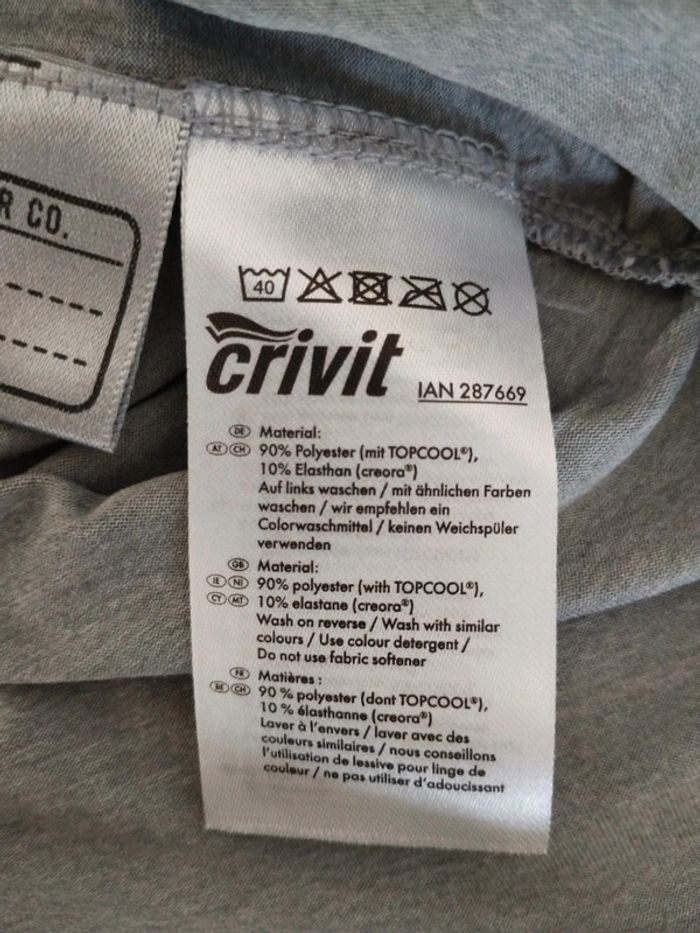 R CO.
40
crivit
IAN 287669
DE Material:
AT CH 90% Polyester (mit TOPCOOL®),
10% Elasthan (creora®)
Auf links waschen / mit ähnlichen Farben
waschen / wir empfehlen ein
Colorwaschmittel / keinen Weichspüler
verwenden
GB Material:
IE NI 90% polyester (with TOPCOOL®),
CY MT 10% elastane (creora®)
Wash on reverse / Wash with similar
colours / Use colour detergent /
Do not use fabric softener
FR Matières :
BE CH 90 % polyester (dont TOPCOOL®),
10 % élasthanne (creora®)
Laver à l'envers / laver avec des
couleurs similaires / nous conseillons
l'utilisation de lessive pour linge de
couleur / ne pas utiliser d'adoucissant